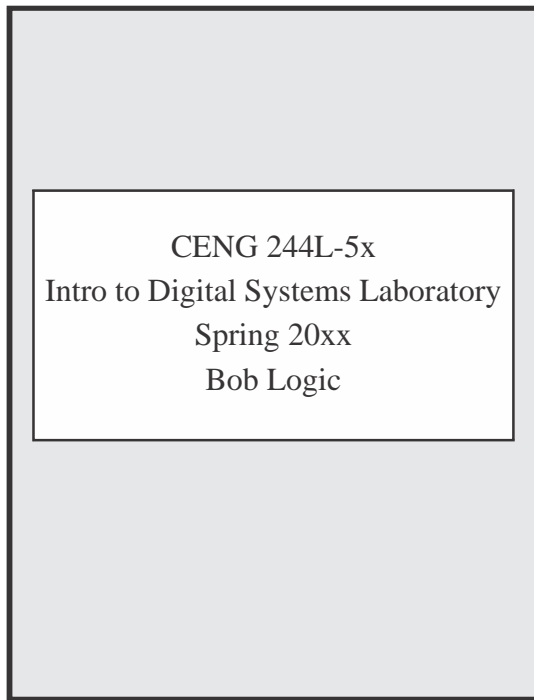 CENG 244L-5x
Intro to Digital Systems Laboratory
Spring 20xx
Bob Logic